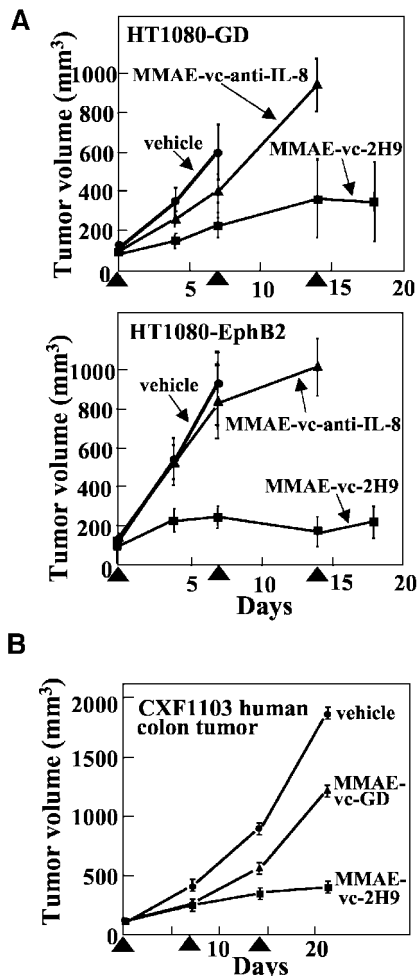 A
HT1080-GD
MMAE-vc-anti-IL-8
vehicle
MMAE-vc-2H9
Tumor volume (mm³)
1000
800
600
400
200
0
0
5
10
15
20
HT1080-EphB2
vehicle
MMAE-vc-anti-IL-8
MMAE-vc-2H9
Tumor volume (mm³)
1000
800
600
400
200
0
0
5
10
15
20
Days
B
CXF1103 human
colon tumor
vehicle
MMAE-
vc-GD
MMAE-
vc-2H9
Tumor volume (mm³)
2000
1500
1000
500
0
0
10
20
Days